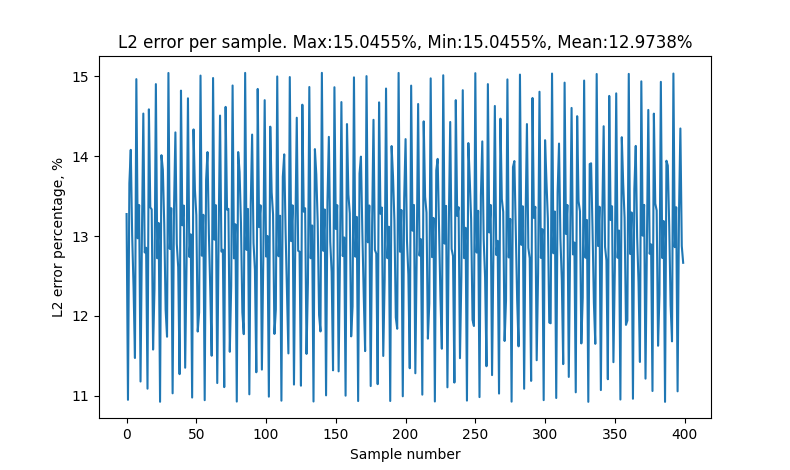 L2 error per sample. Max:15.0455%, Min:15.0455%, Mean:12.9738%
15
14
13
12
11
L2 error percentage, %
0 50 100 150 200 250 300 350 400
Sample number